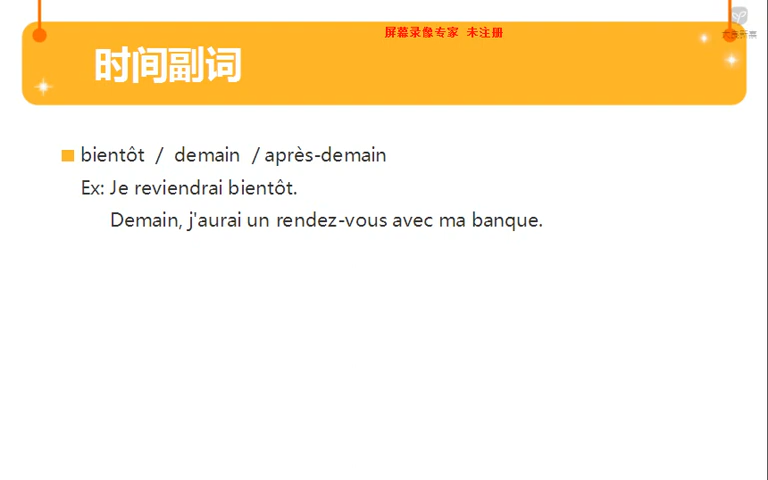 屏幕录像专家 未注册
时间副词
bientôt / demain / après-demain
Ex: Je reviendrai bientôt.
Demain, j'aurai un rendez-vous avec ma banque.